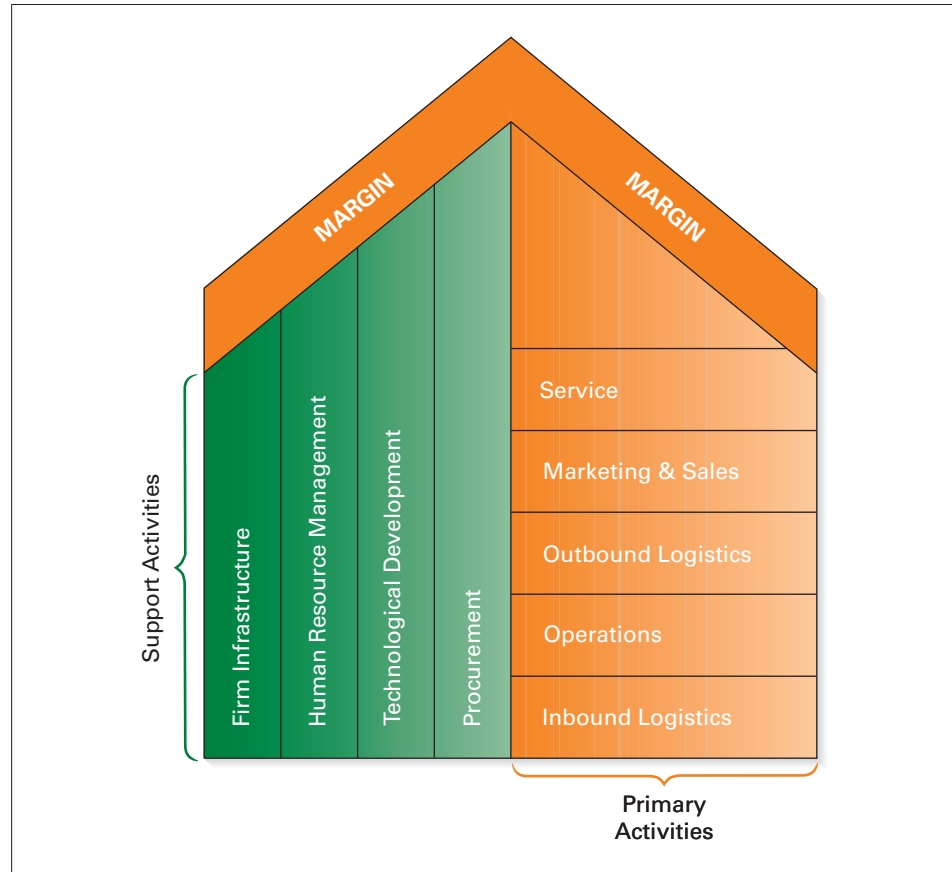 MARGIN
MARGIN
Support Activities
Firm Infrastructure
Human Resource Management
Technological Development
Procurement
Service
Marketing & Sales
Outbound Logistics
Operations
Inbound Logistics
Primary
Activities